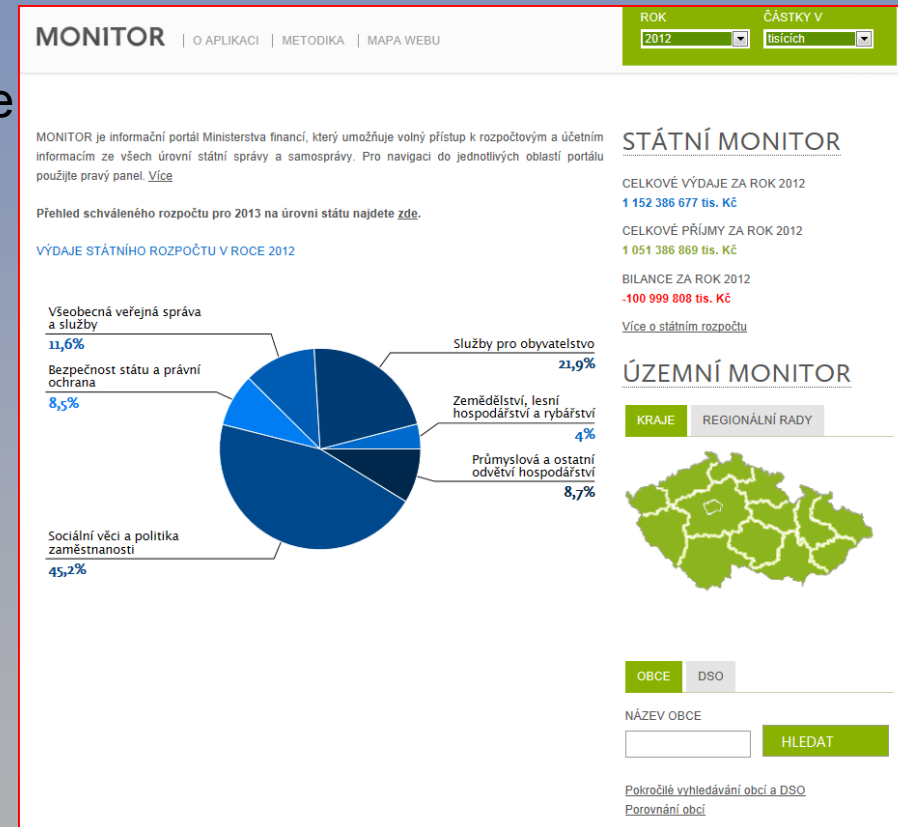 e
MONITOR | O APLIKACI | METODIKA | MAPA WEBU
ROK ČÁSTKY V
2012 tisících
MONITOR je informační portál Ministerstva financí, který umožňuje volný přístup k rozpočtovým a účetním
informacím ze všech úrovní státní správy a samosprávy. Pro navigaci do jednotlivých oblastí portálu
použijte pravý panel. Více
Přehled schváleného rozpočtu pro 2013 na úrovni státu najdete zde.
VÝDAJE STÁTNÍHO ROZPOČTU V ROCE 2012
Všeobecná veřejná správa
a služby
11,6%
Bezpečnost státu a právní
ochrana
8,5%
Sociální věci a politika
zaměstnanosti
45,2%
Služby pro obyvatelstvo
21,9%
Zemědělství, lesní
hospodářství a rybářství
4%
Průmyslová a ostatní
odvětví hospodářství
8,7%
STÁTNÍ MONITOR
CELKOVÉ VÝDAJE ZA ROK 2012
1 152 386 677 tis. Kč
CELKOVÉ PŘÍJMY ZA ROK 2012
1 051 386 869 tis. Kč
BILANCE ZA ROK 2012
-100 999 808 tis. Kč
Více o státním rozpočtu
ÚZEMNÍ MONITOR
KRAJE REGIONÁLNÍ RADY
OBCE DSO
NÁZEV OBCE
HLEDAT
Pokročilé vyhledávání obcí a DSO
Porovnání obcí